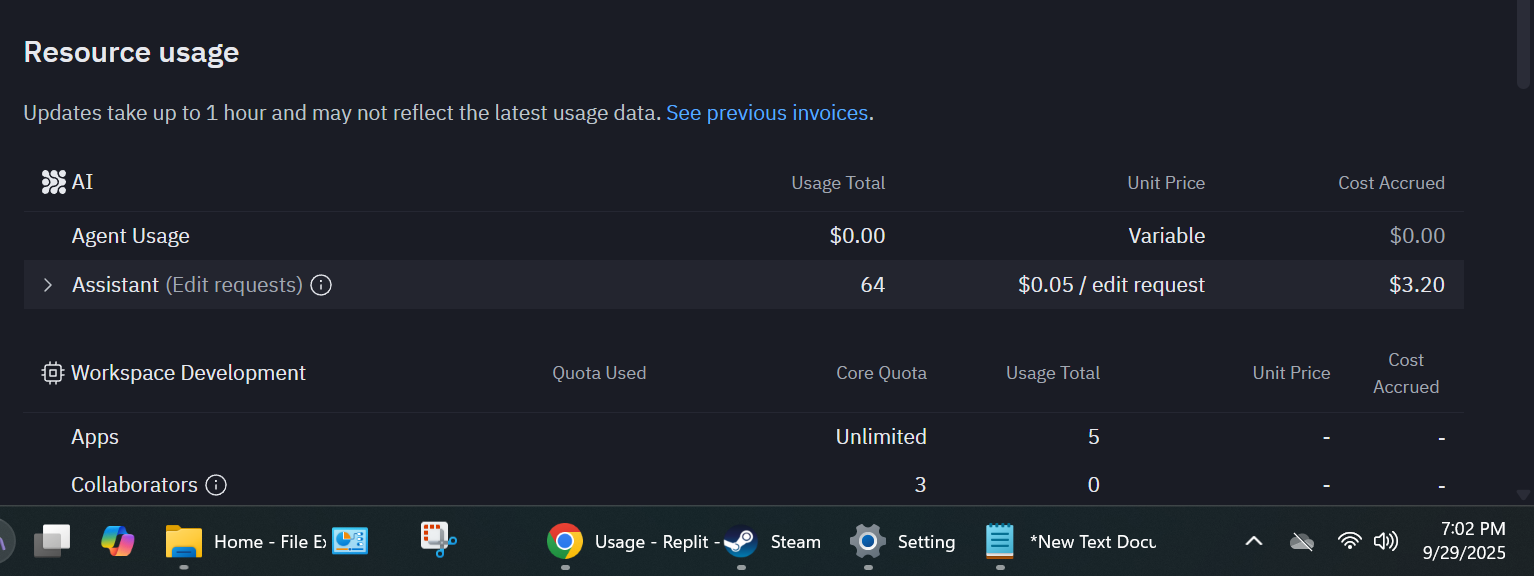 Resource usage
Updates take up to 1 hour and may not reflect the latest usage data. See previous invoices.
AI Usage Total Unit Price Cost Accrued
Agent Usage $0.00 Variable $0.00
Assistant (Edit requests) 64 $0.05 / edit request $3.20
Workspace Development Quota Used Core Quota Usage Total Unit Price Cost Accrued
Apps Unlimited 5 - -
Collaborators 3 0 - -
Home - File Ex Usage - Replit - Steam Setting *New Text Docu 7:02 PM
9/29/2025